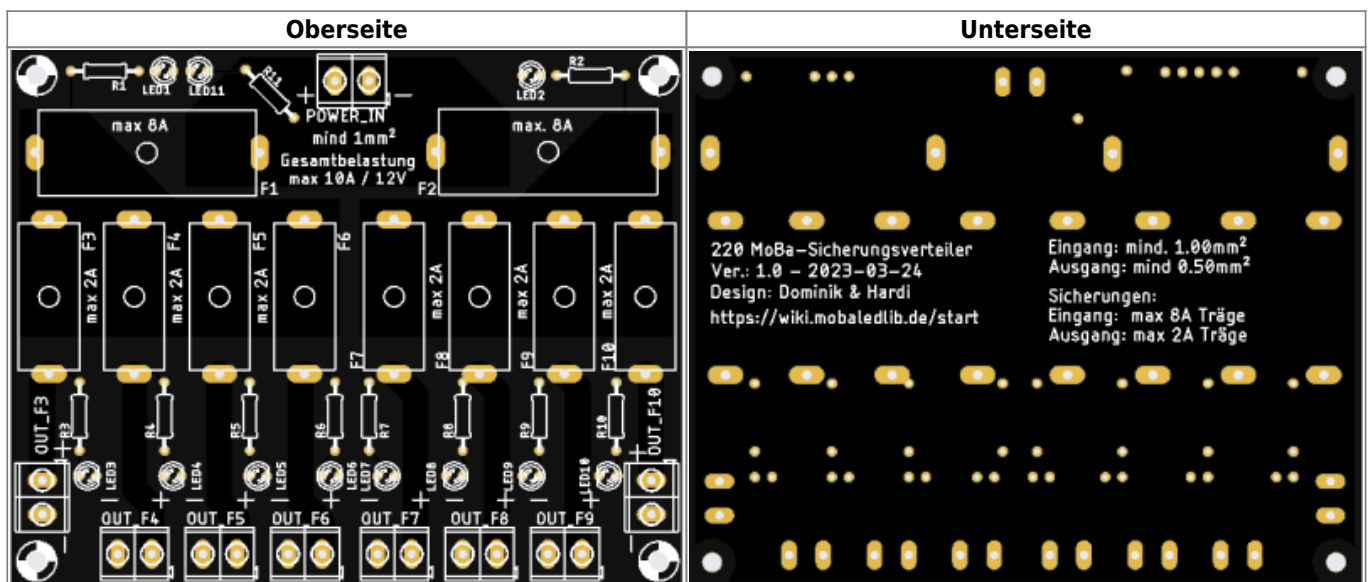 Oberseite
Unterseite
R1
LED1
LED11
R11
+
-
POWER_IN
LED2
R2
max 8A
mind 1mm²
Gesamtbelastung
max 10A / 12V
max. 8A
F1
F2
F3
max 2A
F4
max 2A
F5
max 2A
F6
max 2A
F7
max 2A
F8
max 2A
F9
max 2A
F10
OUT_F3
R3
R4
R5
R6
R7
R8
R9
R10
OUT_F10
+
+
LED3
LED4
LED5
LED6
LED7
LED8
LED9
LED10
- + - + - + - + - + - +
OUT_F4
OUT_F5
OUT_F6
OUT_F7
OUT_F8
OUT_F9
-
-
220 MoBa-Sicherungsverteiler
Ver.: 1.0 - 2023-03-24
Design: Dominik & Hardi
https://wiki.mobaledlib.de/start
Eingang: mind. 1.00mm²
Ausgang: mind 0.50mm²
Sicherungen:
Eingang: max 8A Träge
Ausgang: max 2A Träge